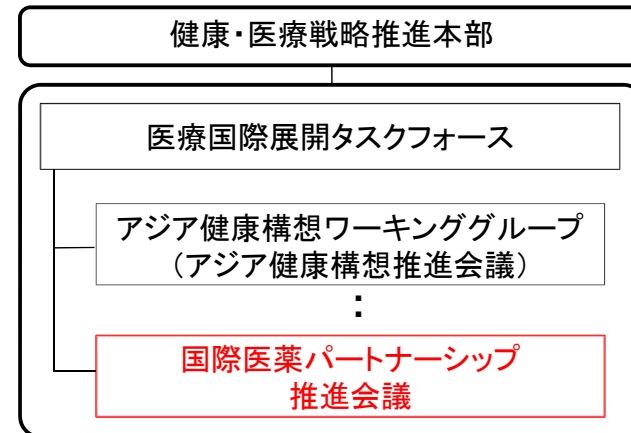 健康・医療戦略推進本部
医療国際展開タスクフォース
アジア健康構想ワーキンググループ
（アジア健康構想推進会議）
：
国際医薬パートナーシップ
推進会議